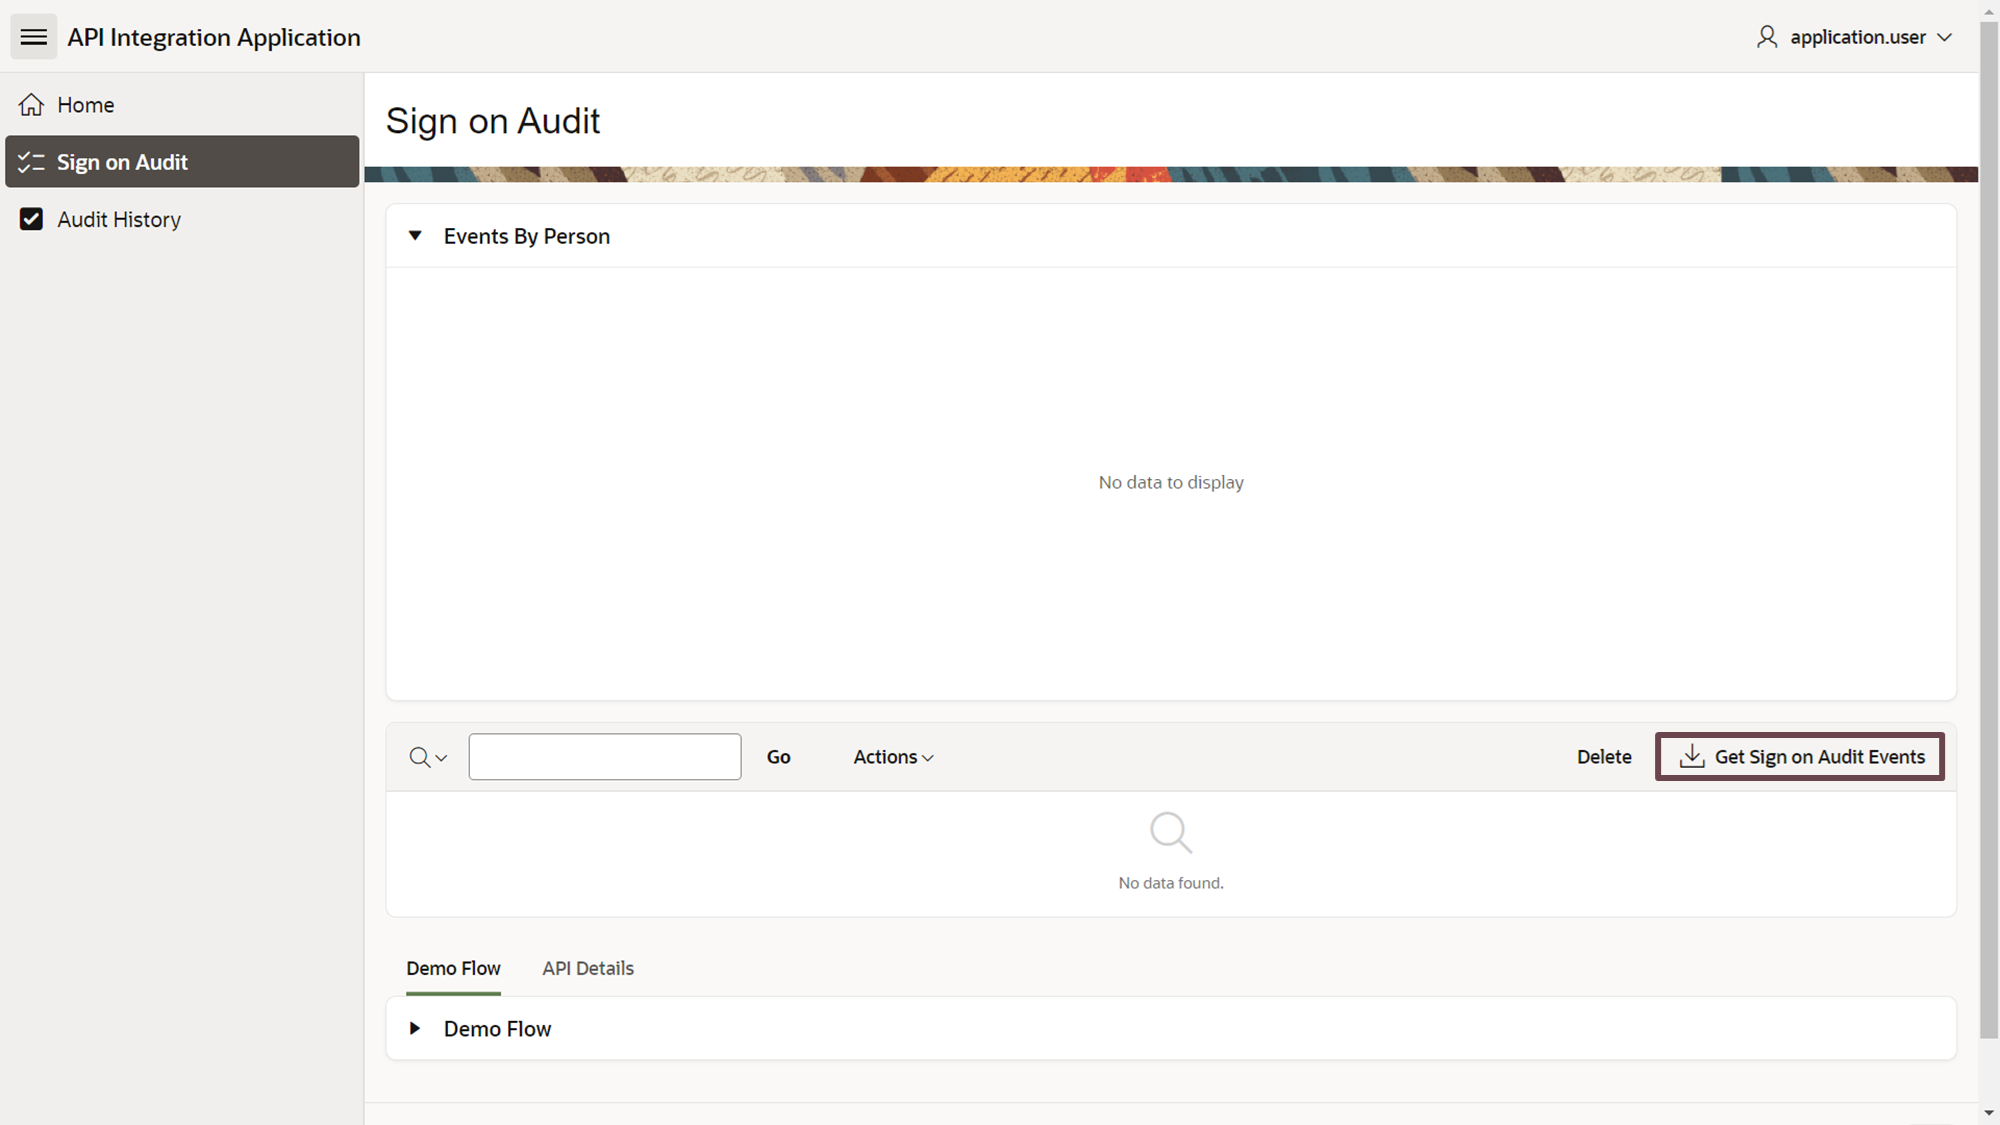 API Integration Application
application.user
Home
Sign on Audit
Audit History
Sign on Audit
Events By Person
No data to display
Go
Actions
Delete
Get Sign on Audit Events
No data found.
Demo Flow
API Details
Demo Flow